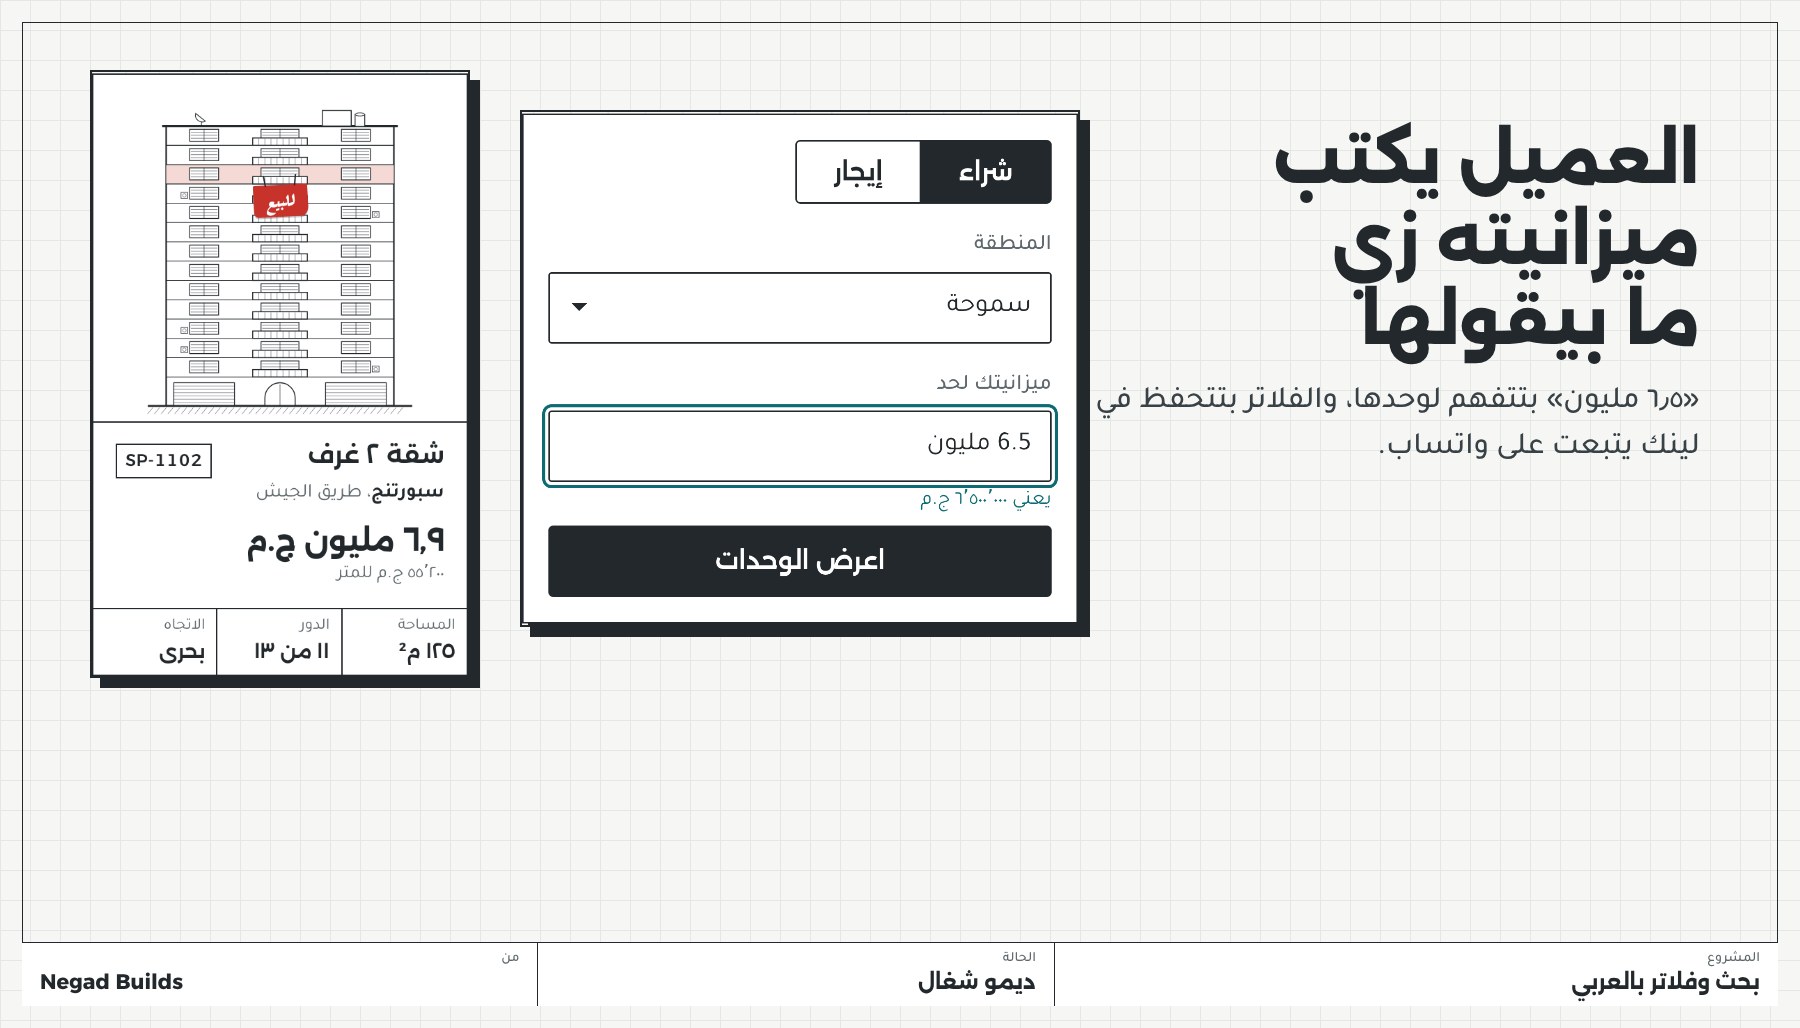 العميل يكتب
ميزانيته زي
ما بيقولها
«٦٫٥ مليون» بتتفهم لوحدها، والفلاتر بتتحفظ في
لينك يتبعت على واتساب.
شراء
إيجار
المنطقة
سموحة
ميزانيتك لحد
6.5 مليون
يعني ٦٬٥٠٠٬٠٠٠ ج.م
اعرض الوحدات
للبيع
شقة ٢ غرف
SP-1102
سبورتنج، طريق الجيش
٦٫٩ مليون ج.م
٥٥٬٢٠٠ ج.م للمتر
المساحة
١٢٥ م²
الدور
١١ من ١٣
الاتجاه
بحرى
المشروع
بحث وفلاتر بالعربي
الحالة
ديمو شغال
من
Negad Builds